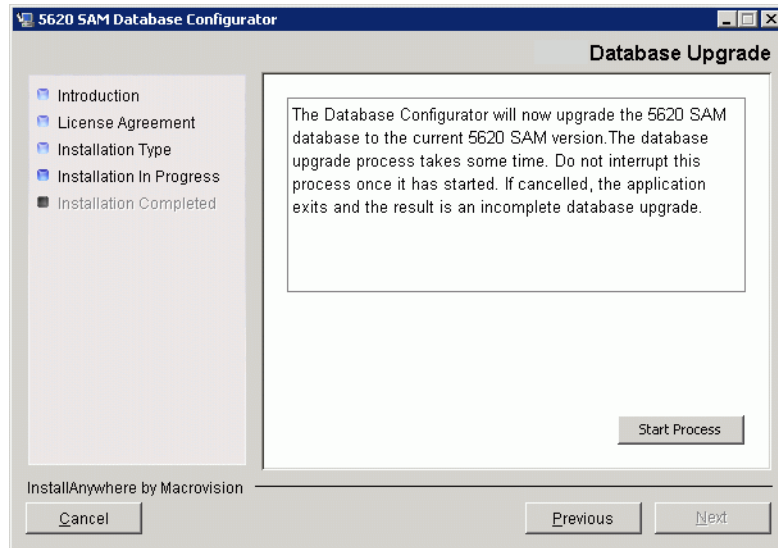 5620 SAM Database Configurator
Database Upgrade
Introduction
License Agreement
Installation Type
Installation In Progress
Installation Completed
The Database Configurator will now upgrade the 5620 SAM
database to the current 5620 SAM version.The database
upgrade process takes some time. Do not interrupt this
process once it has started. If cancelled, the application
exits and the result is an incomplete database upgrade.
Start Process
InstallAnywhere by Macrovision
Cancel
Previous
Next